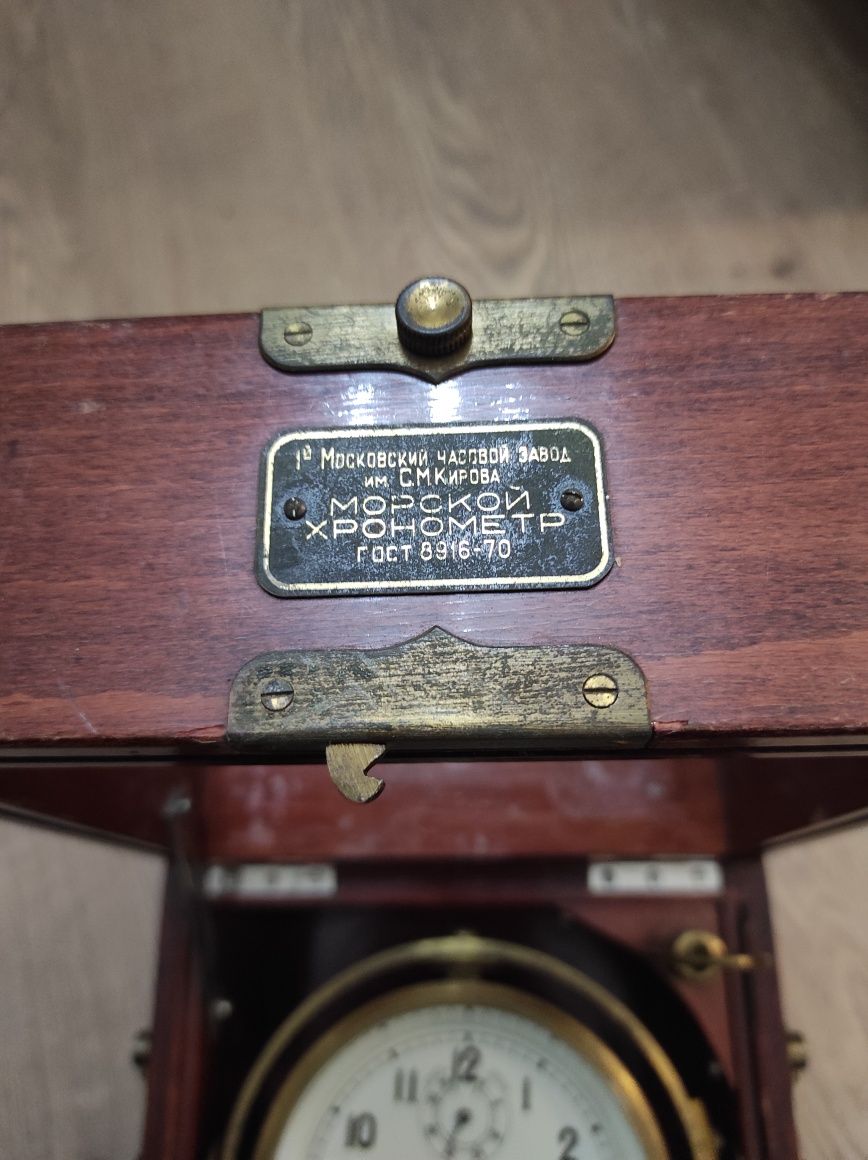 1й Московский часовой завод
им С.М.Кирова
МОРСКОЙ
ХРОНОМЕТР
ГОСТ 8916-70
11 12 1
10 2